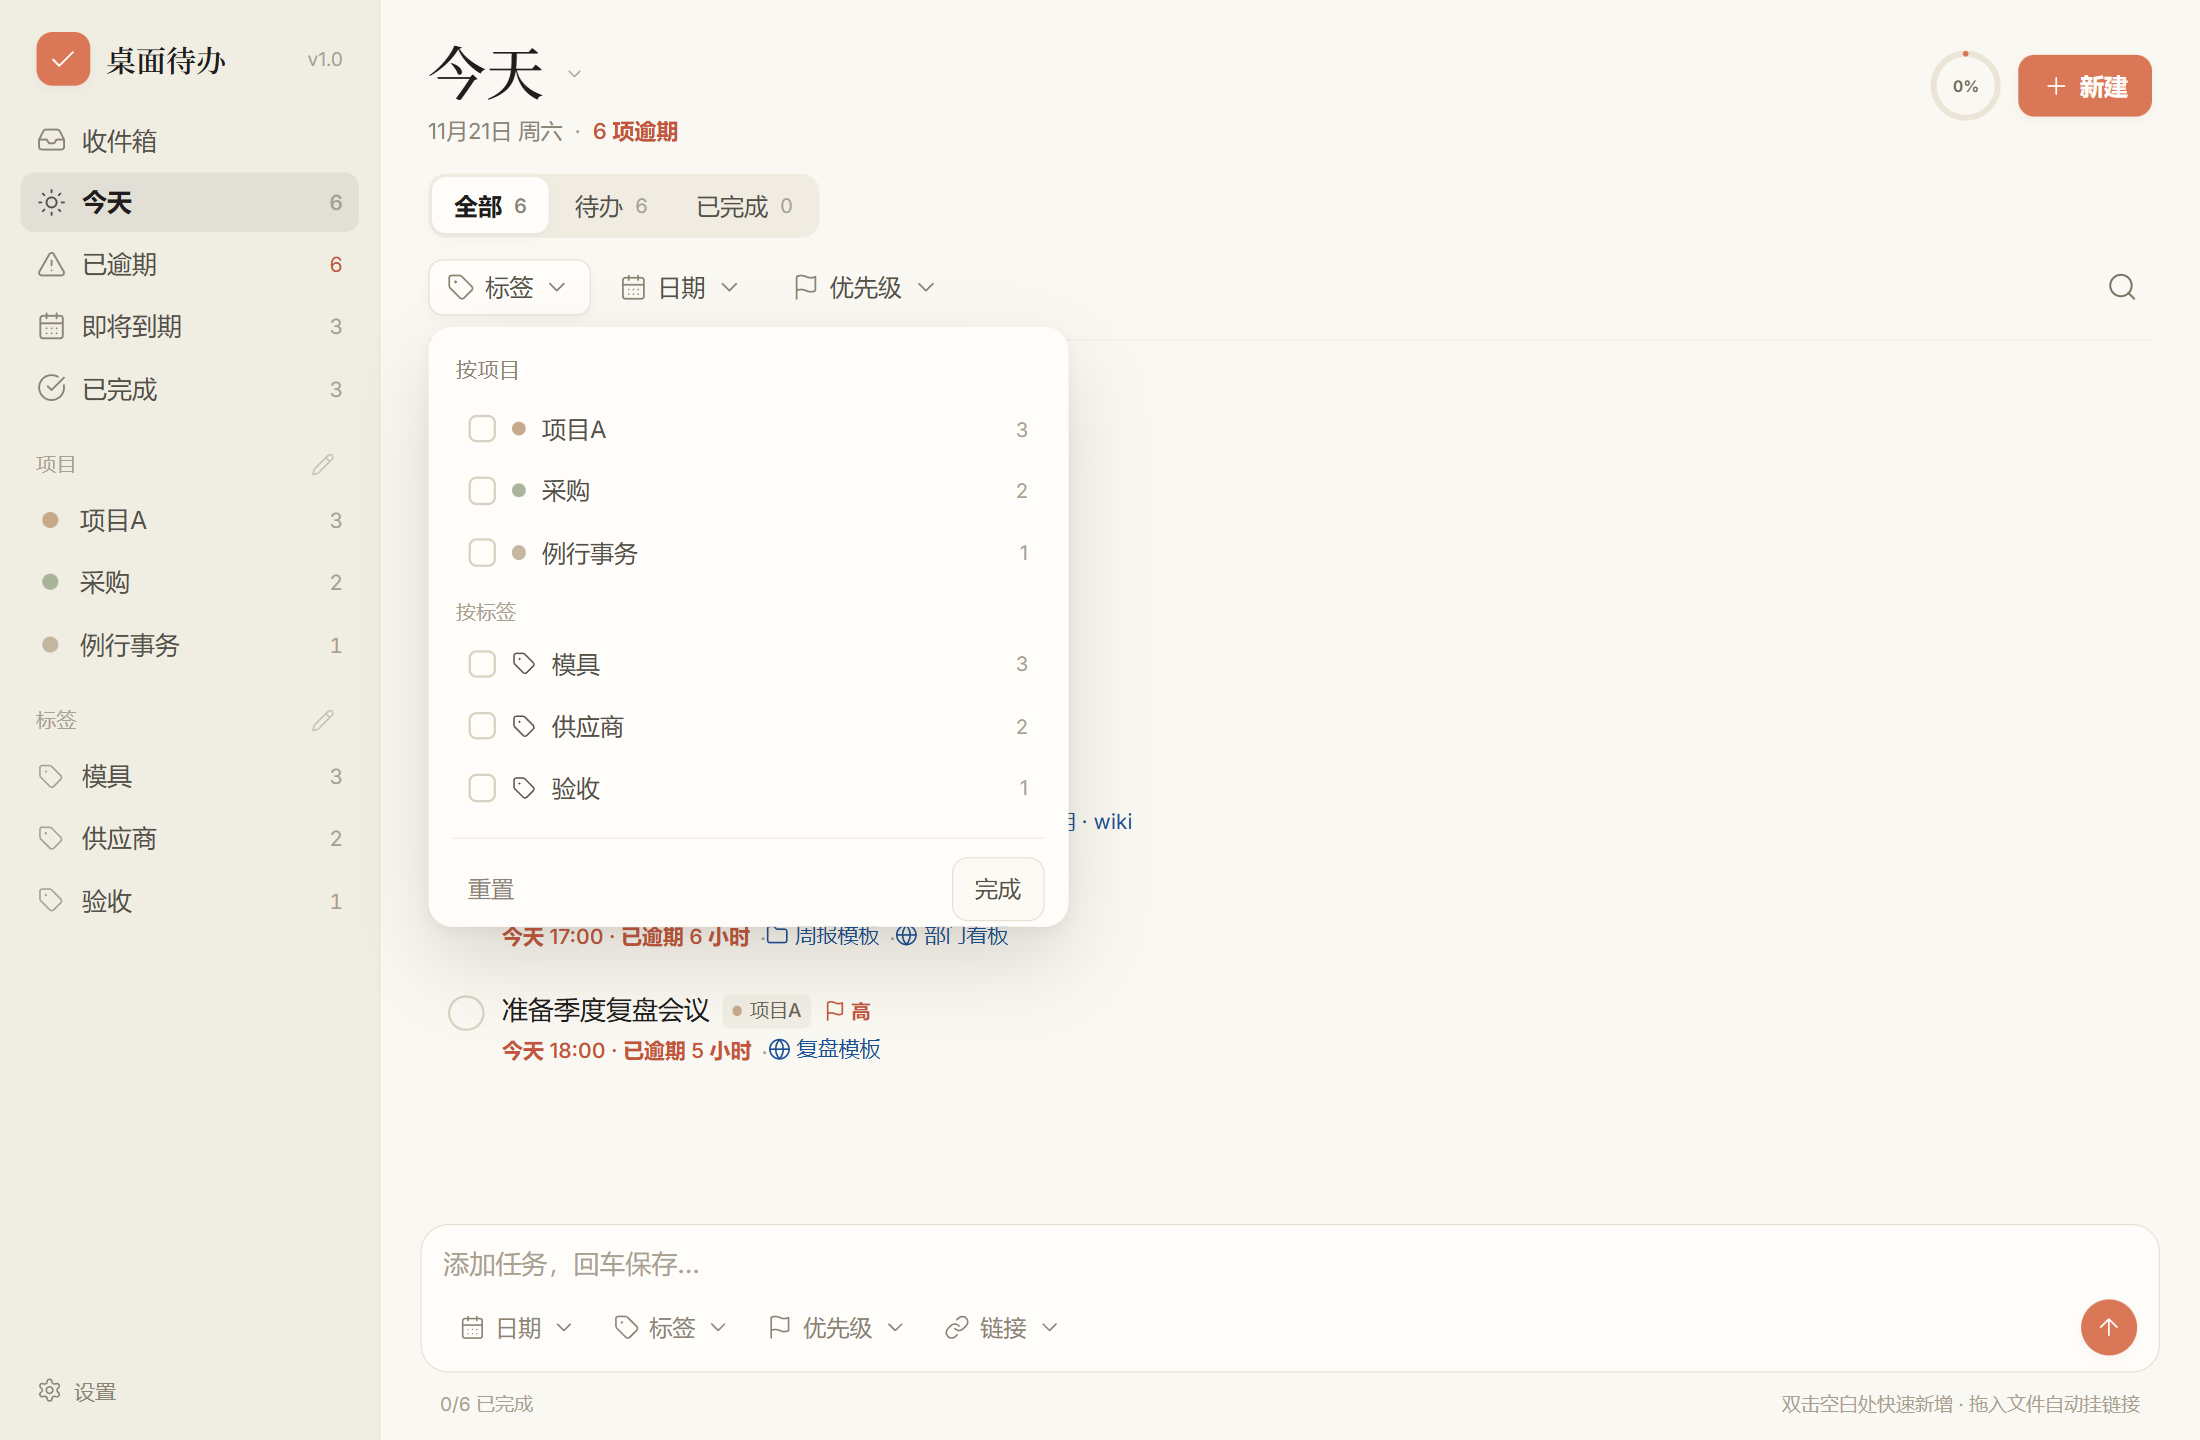 桌面待办 v1.0
收件箱
今天 6
已逾期 6
即将到期 3
已完成 3
项目
项目A 3
采购 2
例行事务 1
标签
模具 3
供应商 2
验收 1
设置
今天
11月21日 周六 · 6 项逾期
0%
新建
全部 6 待办 6 已完成 0
标签 日期 优先级
按项目
项目A 3
采购 2
例行事务 1
按标签
模具 3
供应商 2
验收 1
重置 完成
· wiki
今天 17:00 · 已逾期 6 小时 · 周报模板 · 部门看板
准备季度复盘会议 项目A 高
今天 18:00 · 已逾期 5 小时 · 复盘模板
添加任务，回车保存...
日期 标签 优先级 链接
0/6 已完成
双击空白处快速新增 · 拖入文件自动挂链接